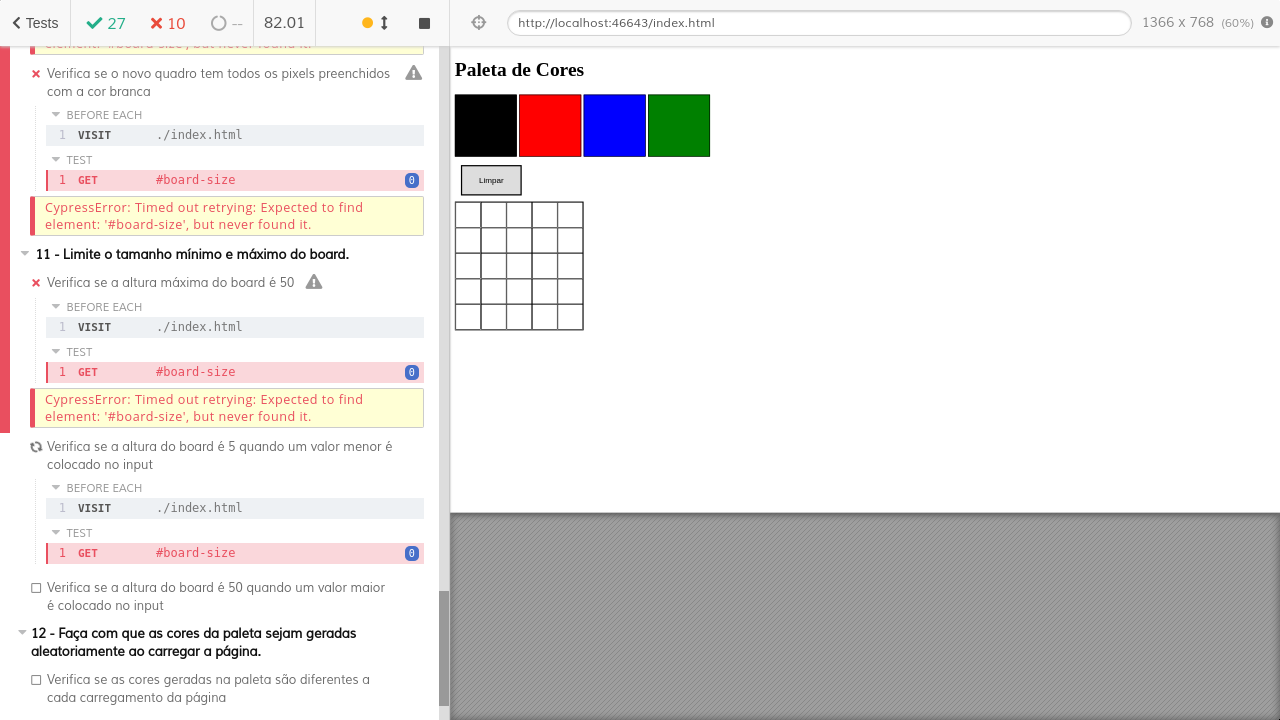 Tests
27
10
--
82.01
http://localhost:46643/index.html
1366 x 768 (60%)
element: '#board-size', but never found it.
Verifica se o novo quadro tem todos os pixels preenchidos
com a cor branca
BEFORE EACH
1 VISIT ./index.html
TEST
1 GET #board-size 0
CypressError: Timed out retrying: Expected to find
element: '#board-size', but never found it.
11 - Limite o tamanho mínimo e máximo do board.
Verifica se a altura máxima do board é 50
BEFORE EACH
1 VISIT ./index.html
TEST
1 GET #board-size 0
CypressError: Timed out retrying: Expected to find
element: '#board-size', but never found it.
Verifica se a altura do board é 5 quando um valor menor é
colocado no input
BEFORE EACH
1 VISIT ./index.html
TEST
1 GET #board-size 0
Verifica se a altura do board é 50 quando um valor maior
é colocado no input
12 - Faça com que as cores da paleta sejam geradas
aleatoriamente ao carregar a página.
Verifica se as cores geradas na paleta são diferentes a
cada carregamento da página
Paleta de Cores
Limpar